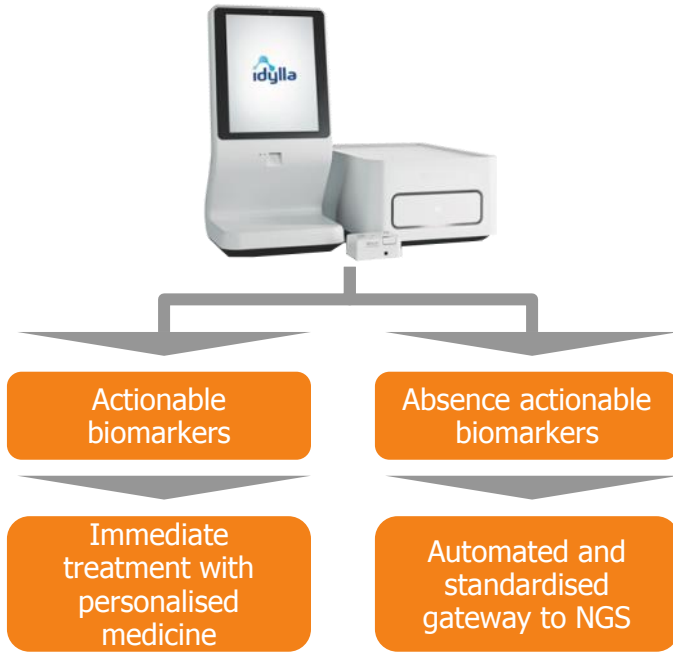 idylla
Actionable
biomarkers
Absence actionable
biomarkers
Immediate
treatment with
personalised
medicine
Automated and
standardised
gateway to NGS